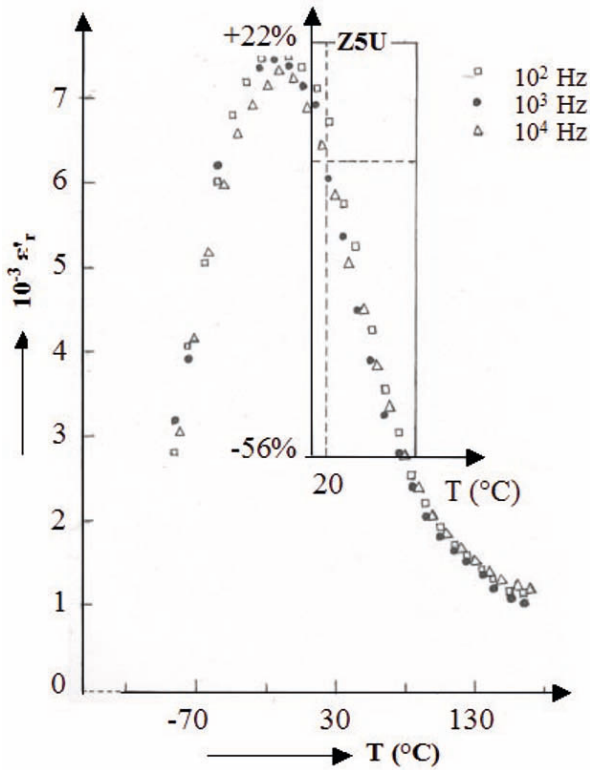 +22%
Z5U
□ 10² Hz
● 10³ Hz
△ 10⁴ Hz
7
6
5
4
3
2
1
0
10⁻³ ε'ᵣ
-56%
20
T (°C)
-70
30
130
T (°C)